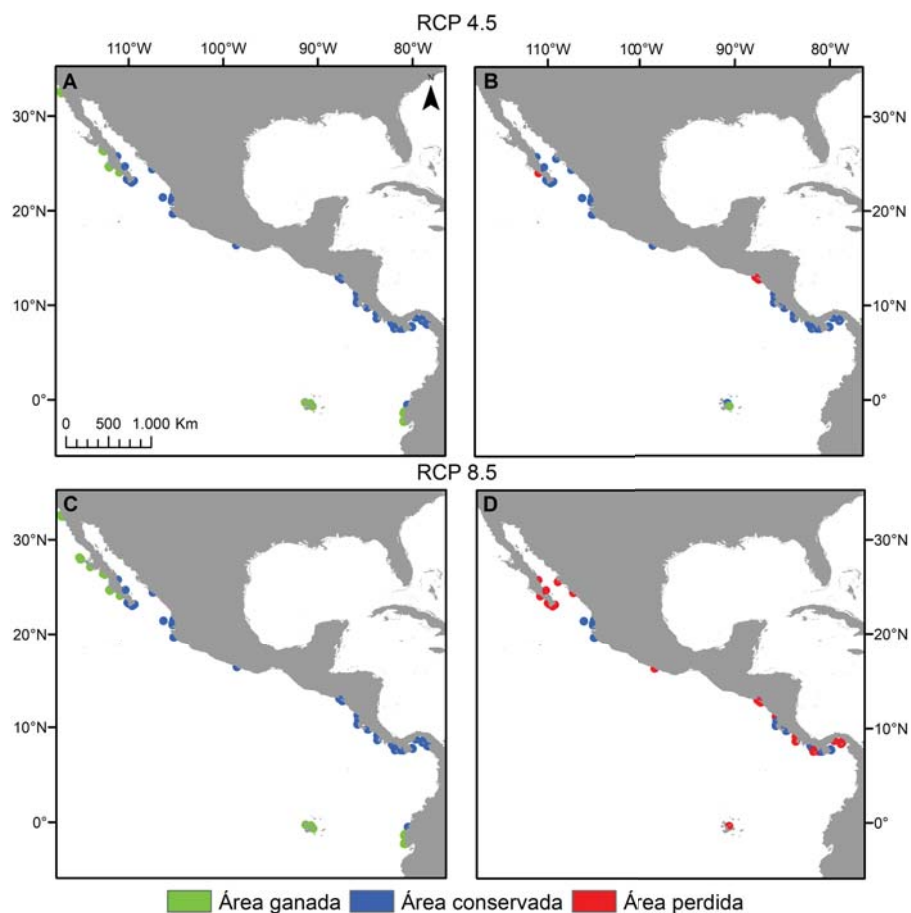 RCP 4.5
110°W 100°W 90°W 80°W 110°W 100°W 90°W 80°W
A N B
30°N 30°N
20°N 20°N
10°N 10°N
0° 0°
0 500 1.000 Km
RCP 8.5
C D
30°N 30°N
20°N 20°N
10°N 10°N
0° 0°
Área ganada Área conservada Área perdida